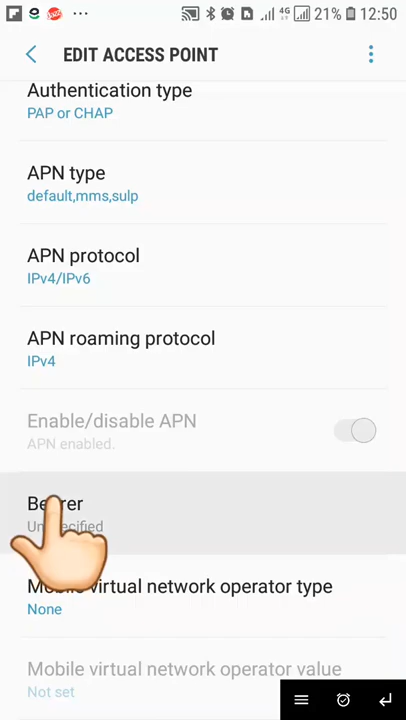 4G 21% 12:50
EDIT ACCESS POINT
Authentication type
PAP or CHAP
APN type
default,mms,sulp
APN protocol
IPv4/IPv6
APN roaming protocol
IPv4
Enable/disable APN
APN enabled.
Mobile virtual network operator type
None
Mobile virtual network operator value
Not set